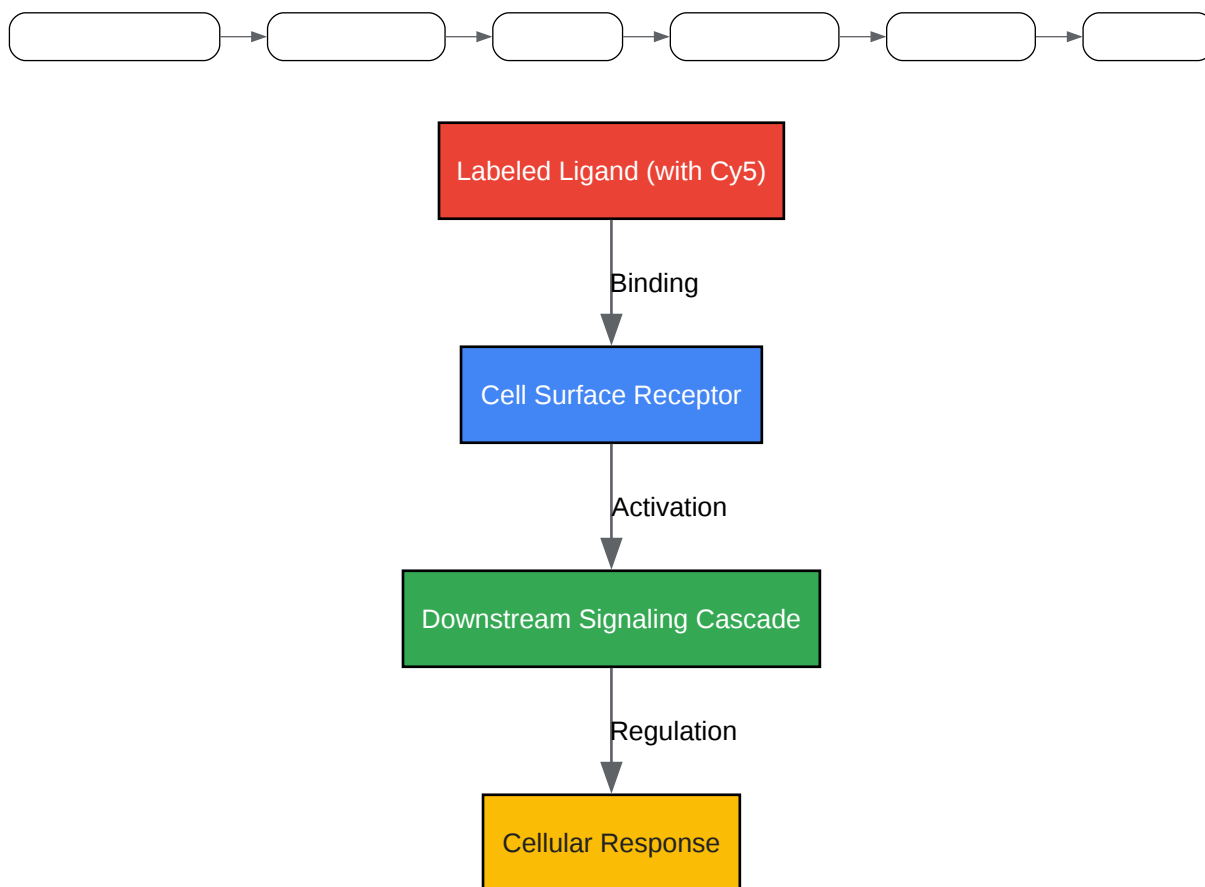 Labeled Ligand (with Cy5)
Binding
Cell Surface Receptor
Activation
Downstream Signaling Cascade
Regulation
Cellular Response